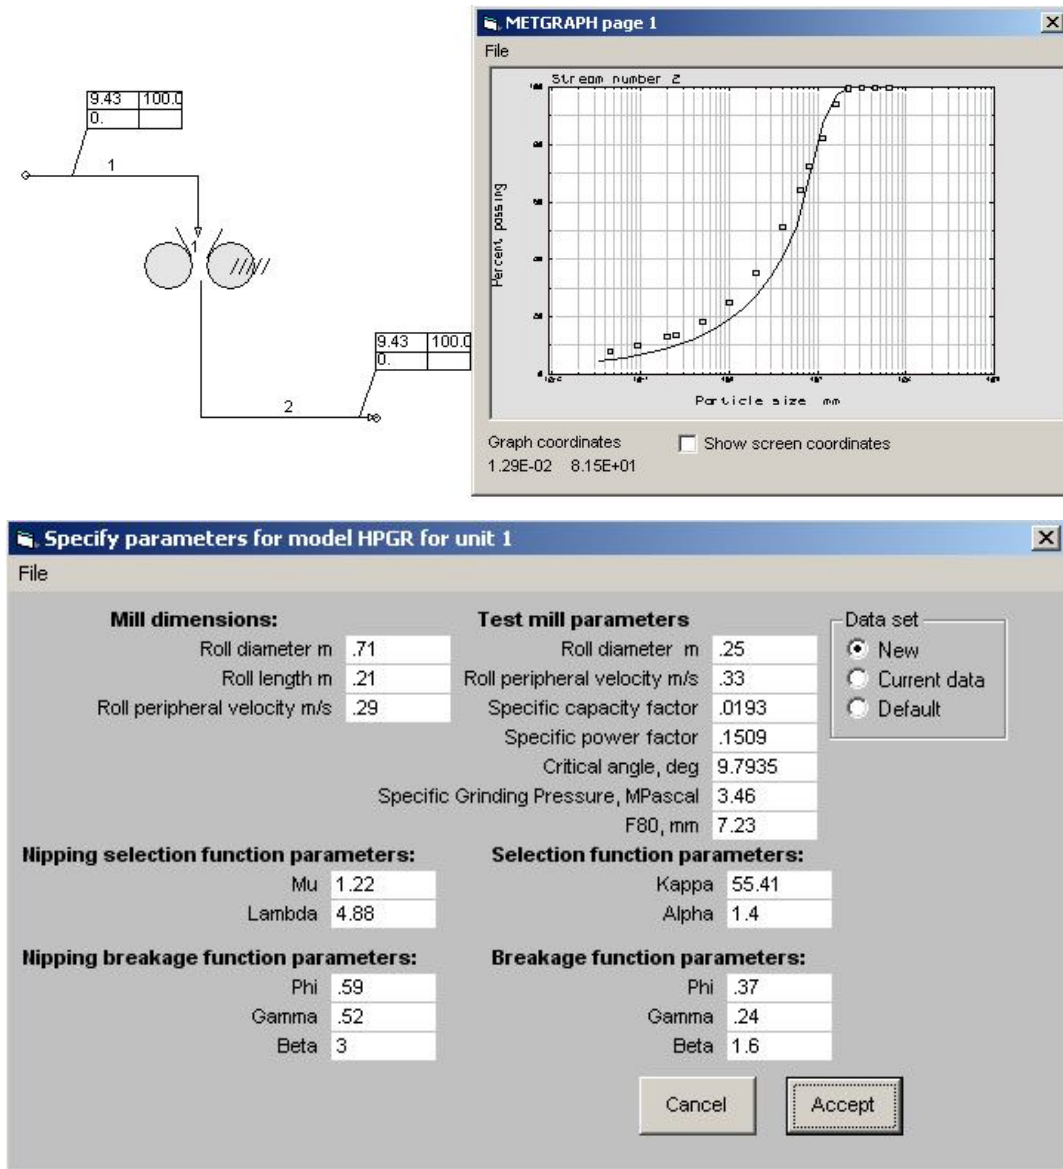 METGRAPH page 1
File
Stream number 2
Percent passing
100
80
60
40
20
0
Particle size mm
Graph coordinates
Show screen coordinates
1.29E-02 8.15E+01
9.43 100.0
0.
1
1
9.43 100.0
0.
2
Specify parameters for model HPGR for unit 1
File
Mill dimensions:
Roll diameter m .71
Roll length m .21
Roll peripheral velocity m/s .29
Test mill parameters
Roll diameter m .25
Roll peripheral velocity m/s .33
Specific capacity factor .0193
Specific power factor .1509
Critical angle, deg 9.7935
Specific Grinding Pressure, MPascal 3.46
F80, mm 7.23
Data set
New
Current data
Default
Nipping selection function parameters:
Mu 1.22
Lambda 4.88
Selection function parameters:
Kappa 55.41
Alpha 1.4
Nipping breakage function parameters:
Phi .59
Gamma .52
Beta 3
Breakage function parameters:
Phi .37
Gamma .24
Beta 1.6
Cancel
Accept